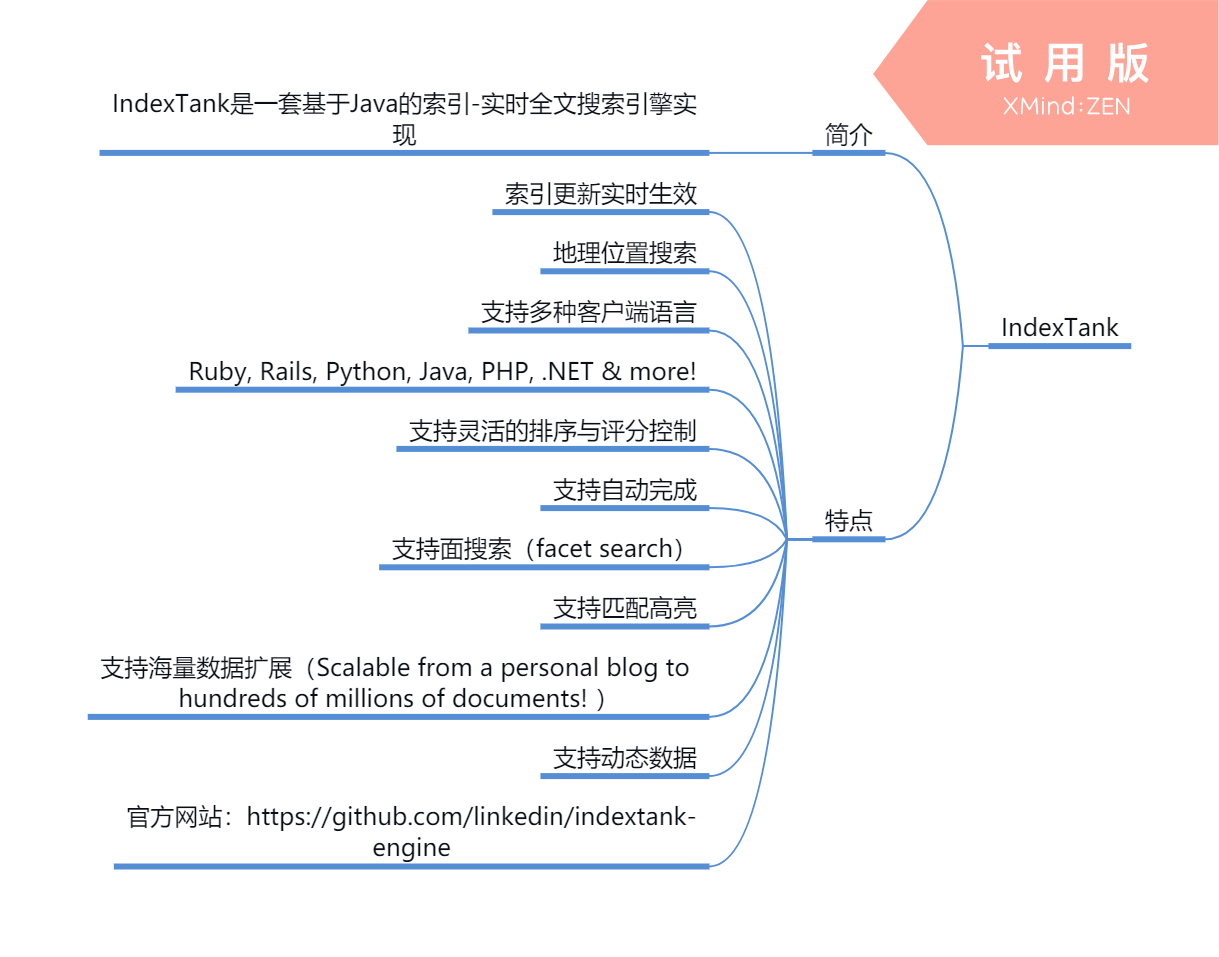 试用版
XMind:ZEN
IndexTank是一套基于Java的索引-实时全文搜索引擎实
现
简介
索引更新实时生效
地理位置搜索
支持多种客户端语言
IndexTank
Ruby, Rails, Python, Java, PHP, .NET & more!
支持灵活的排序与评分控制
支持自动完成
特点
支持面搜索（facet search）
支持匹配高亮
支持海量数据扩展（Scalable from a personal blog to
hundreds of millions of documents! ）
支持动态数据
官方网站：https://github.com/linkedin/indextank-
engine